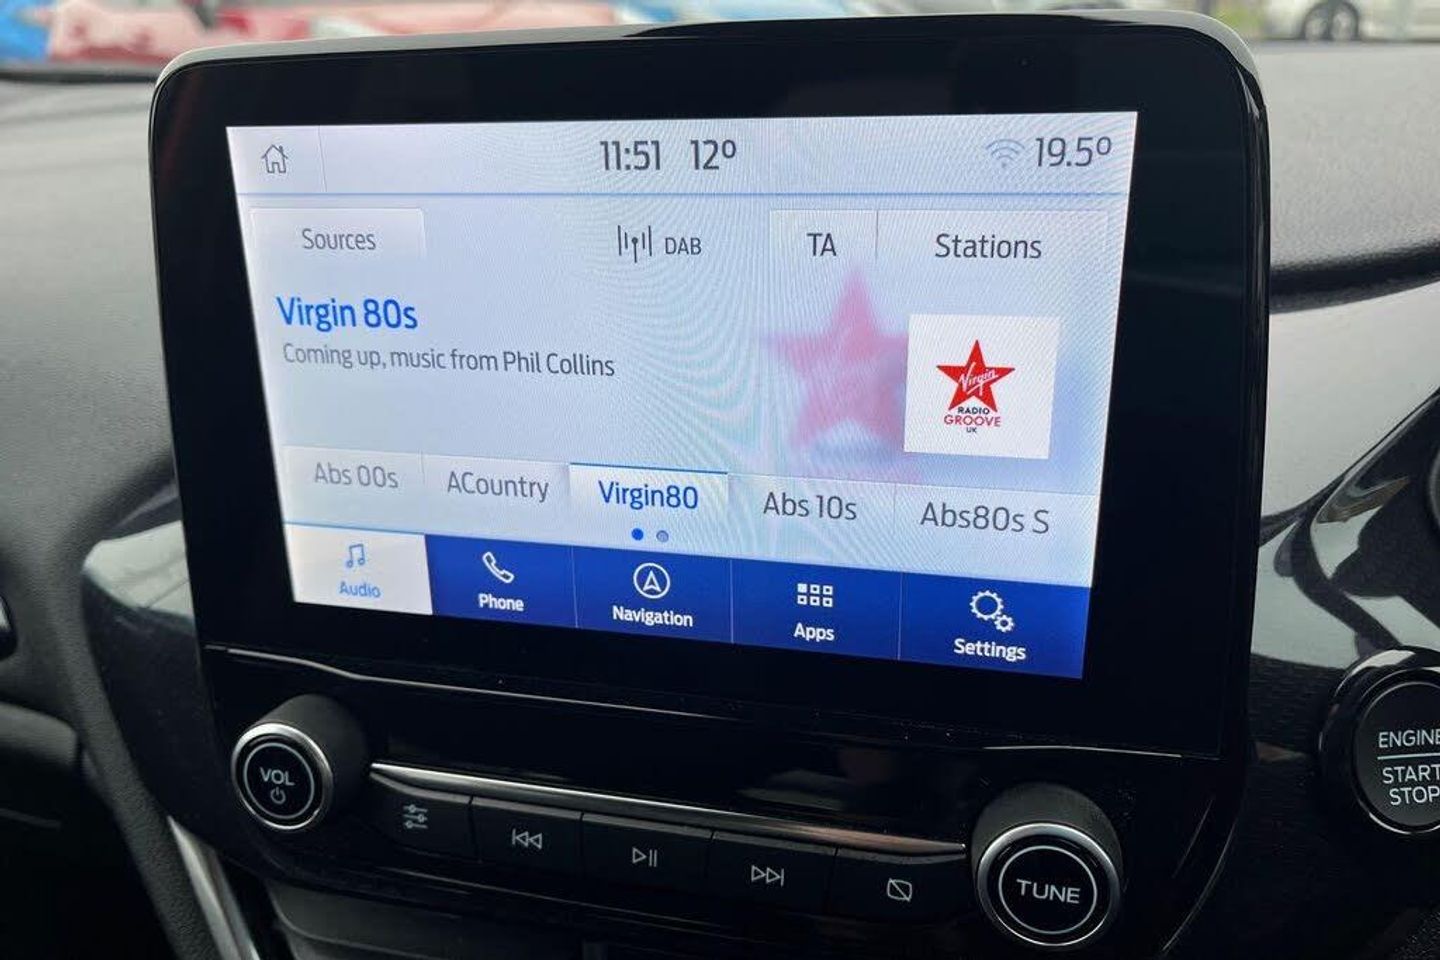 11:51 12° 19.5°
Sources DAB TA Stations
Virgin 80s
Coming up, music from Phil Collins
Virgin
RADIO
GROOVE
UK
Abs 00s ACountry Virgin80 Abs 10s Abs80s S
Audio Phone Navigation Apps Settings
VOL
TUNE
ENGINE
START
STOP